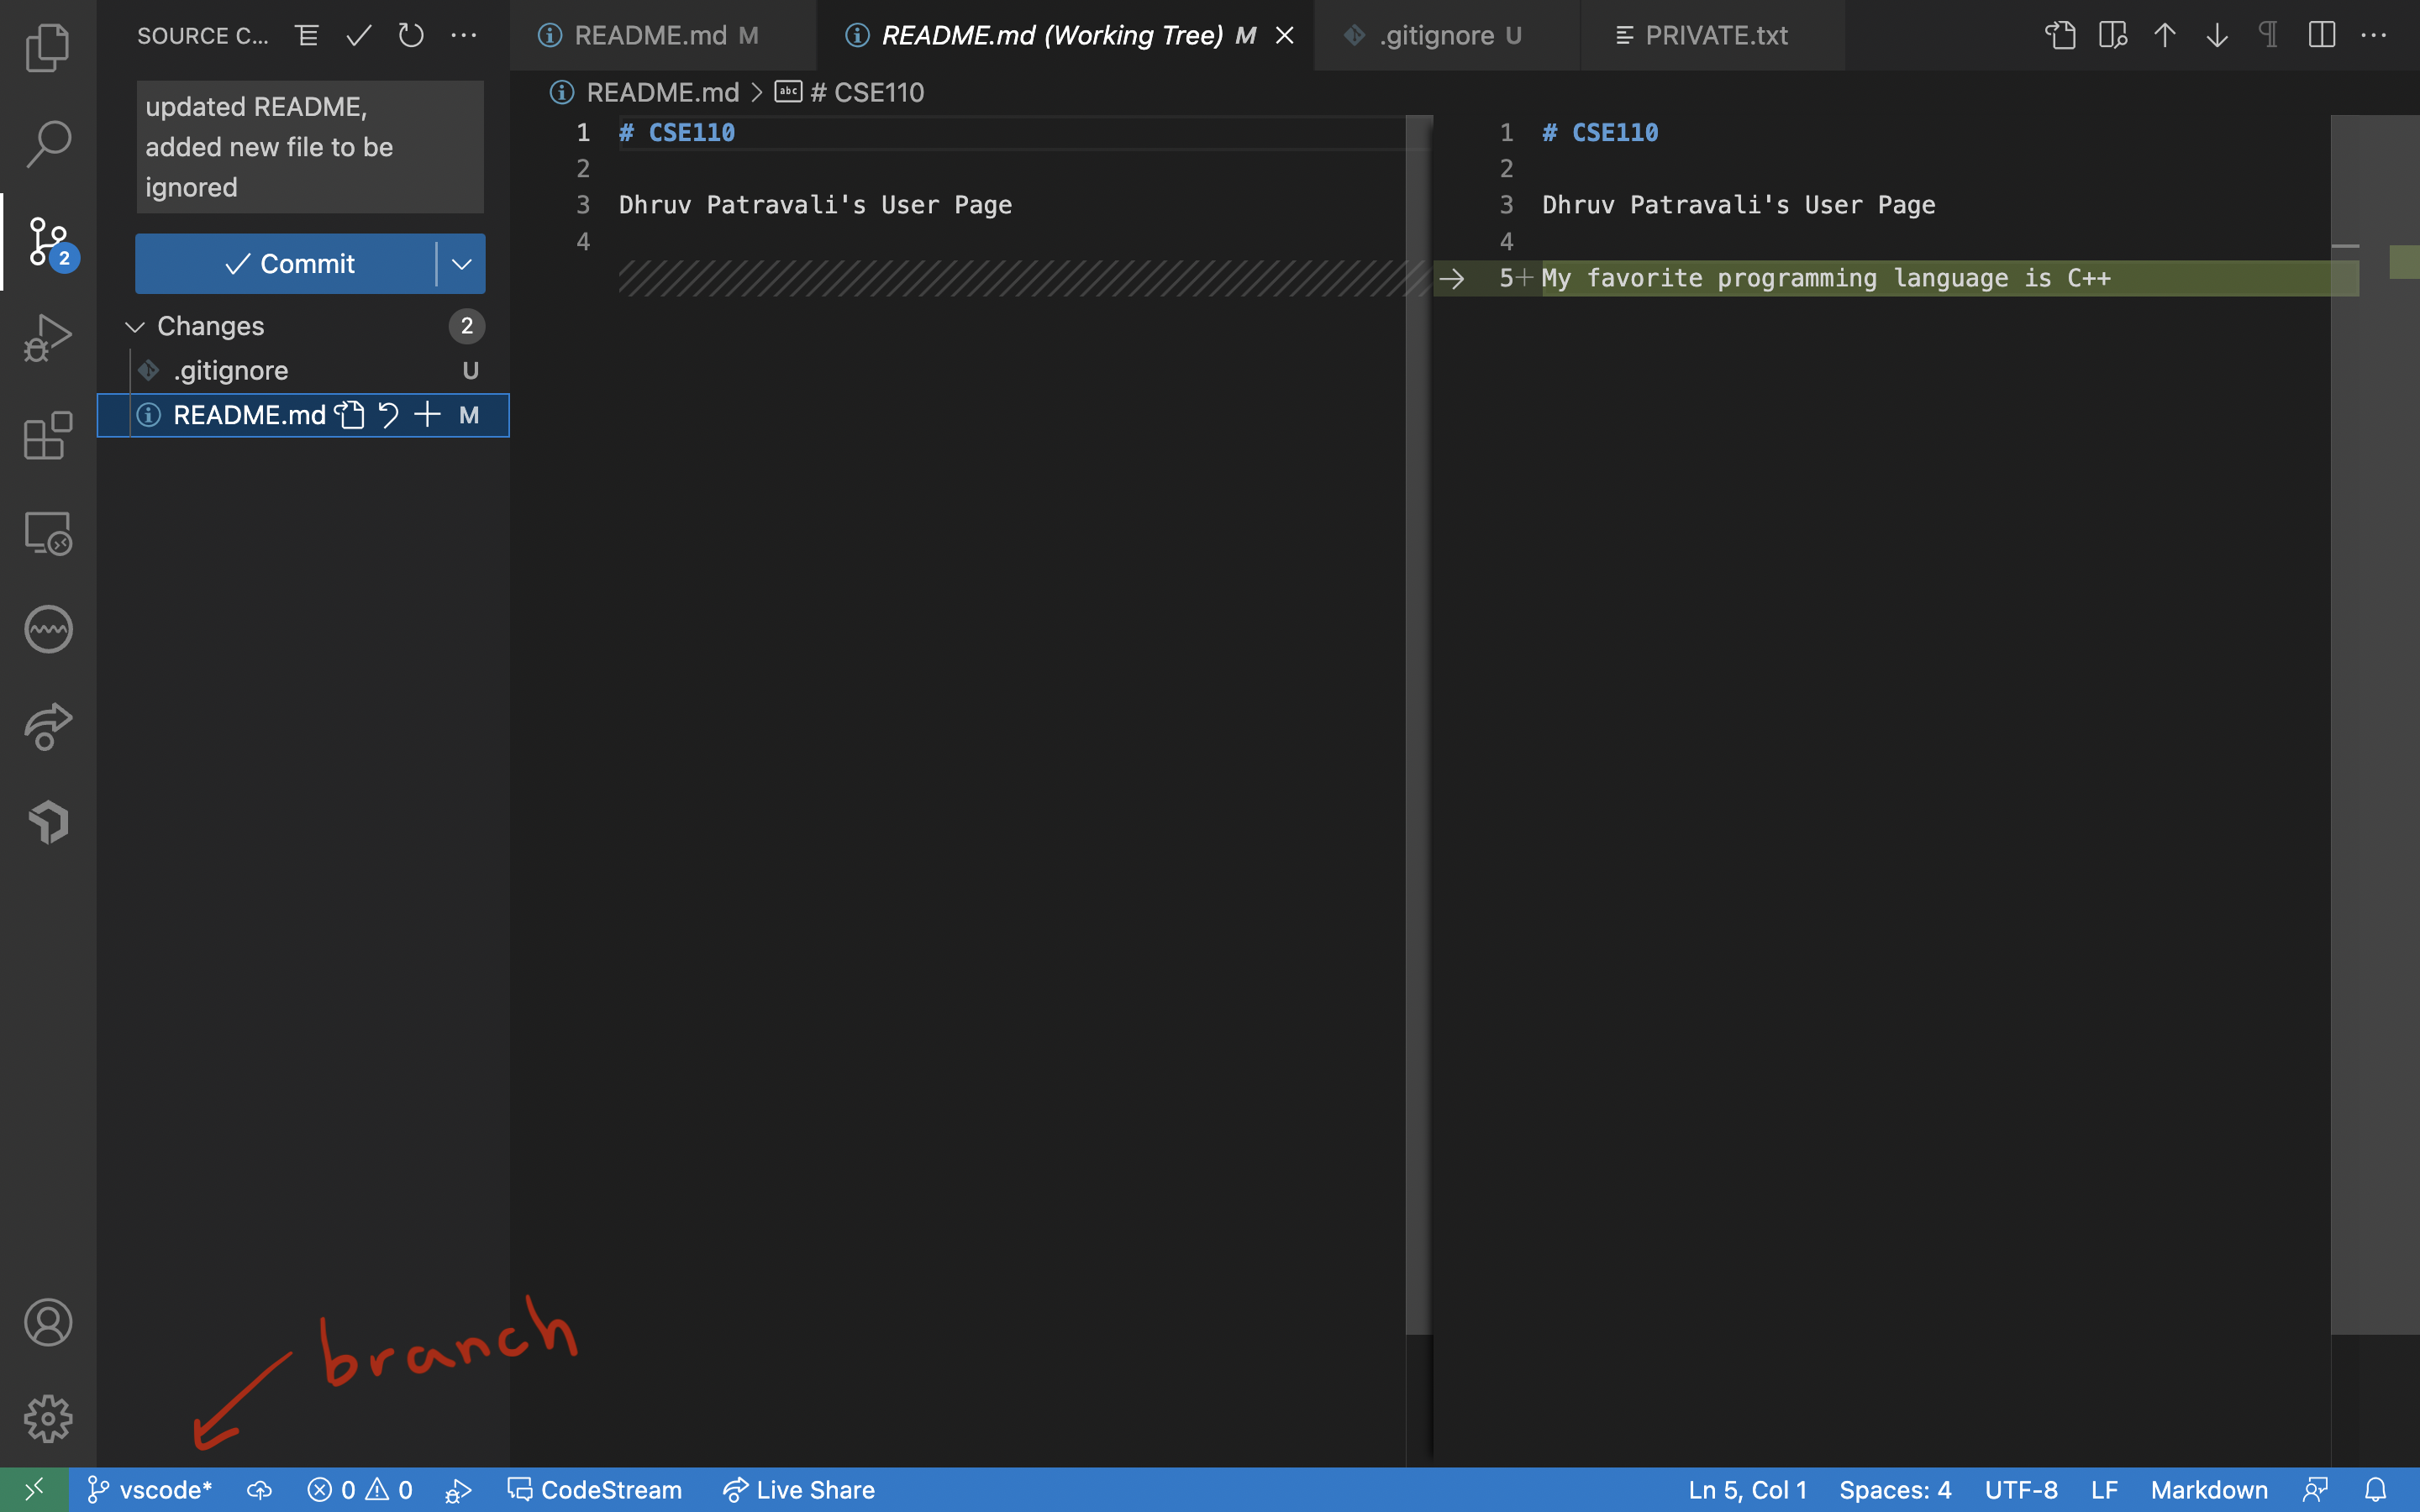 SOURCE C...
README.md M
README.md (Working Tree) M
.gitignore U
PRIVATE.txt
updated README,
added new file to be
ignored
Commit
Changes 2
.gitignore U
README.md M
2
README.md > abc # CSE110
1 # CSE110
2
3 Dhruv Patravali's User Page
4
1 # CSE110
2
3 Dhruv Patravali's User Page
4
5+ My favorite programming language is C++
branch
vscode* 0 0 CodeStream Live Share Ln 5, Col 1 Spaces: 4 UTF-8 LF Markdown